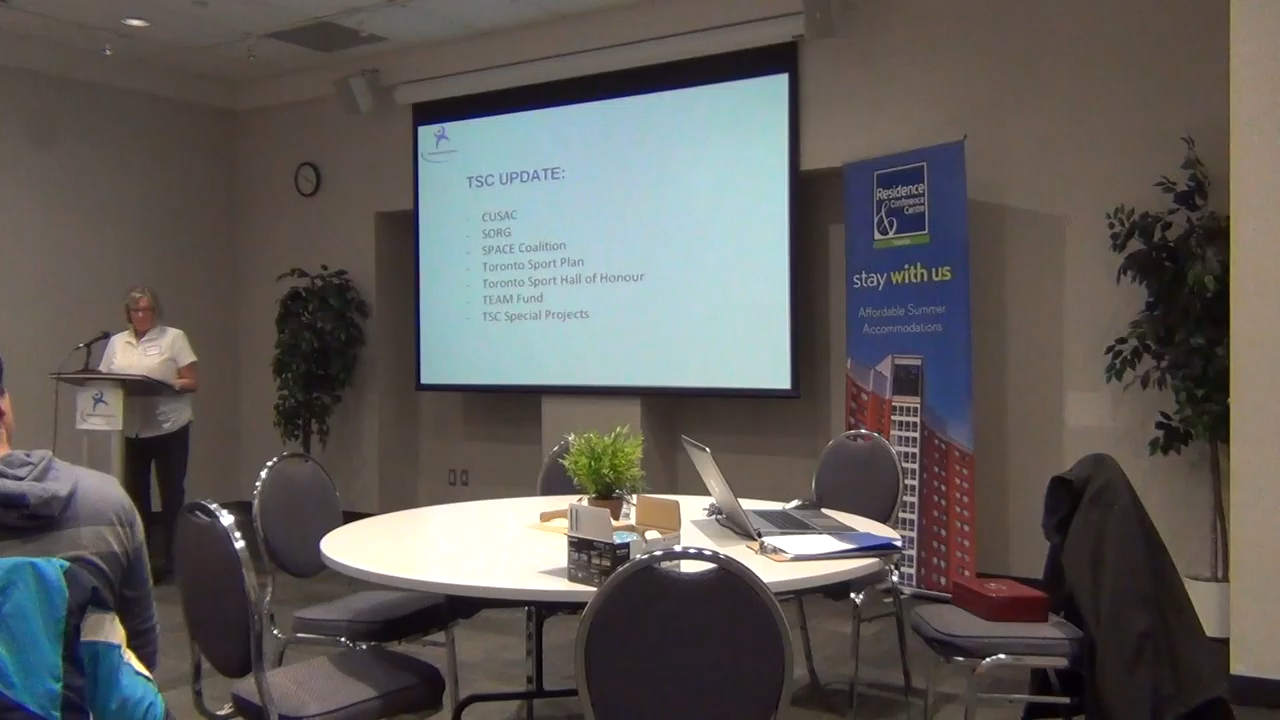 TSC UPDATE:
- CUSAC
- SORG
- SPACE Coalition
- Toronto Sport Plan
- Toronto Sport Hall of Honour
- TEAM Fund
- TSC Special Projects
Residence
& Conference
Centre
stay with us
Affordable Summer
Accommodations